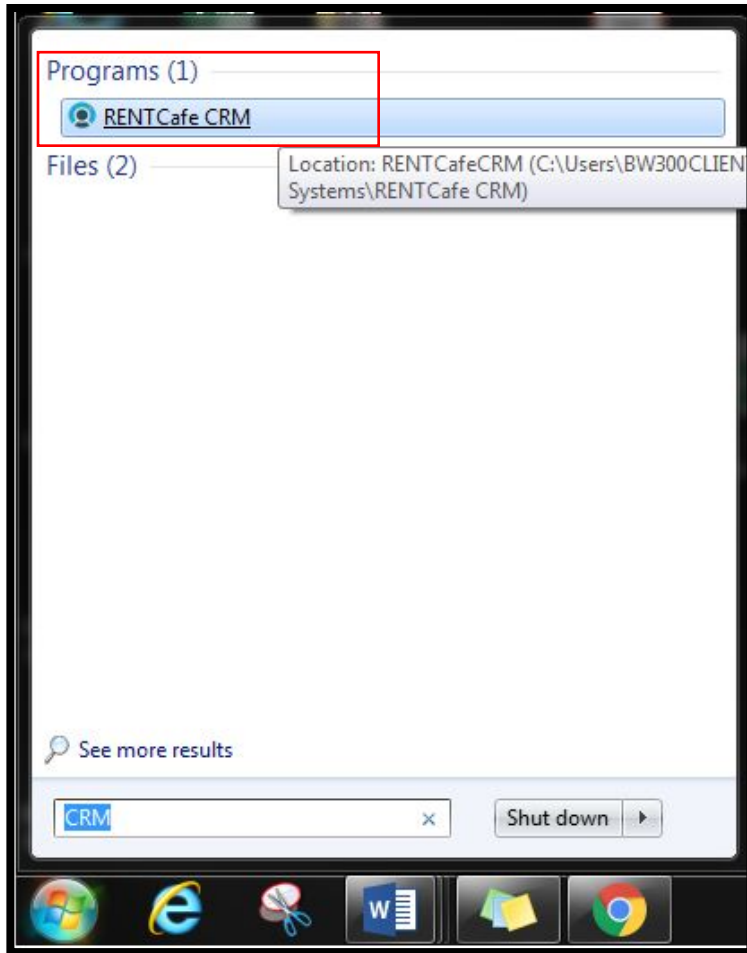 Programs (1)
RENTCafe CRM
Files (2)
Location: RENTCafeCRM (C:\Users\BW300CLIEN
Systems\RENTCafe CRM)
See more results
CRM
Shut down
W